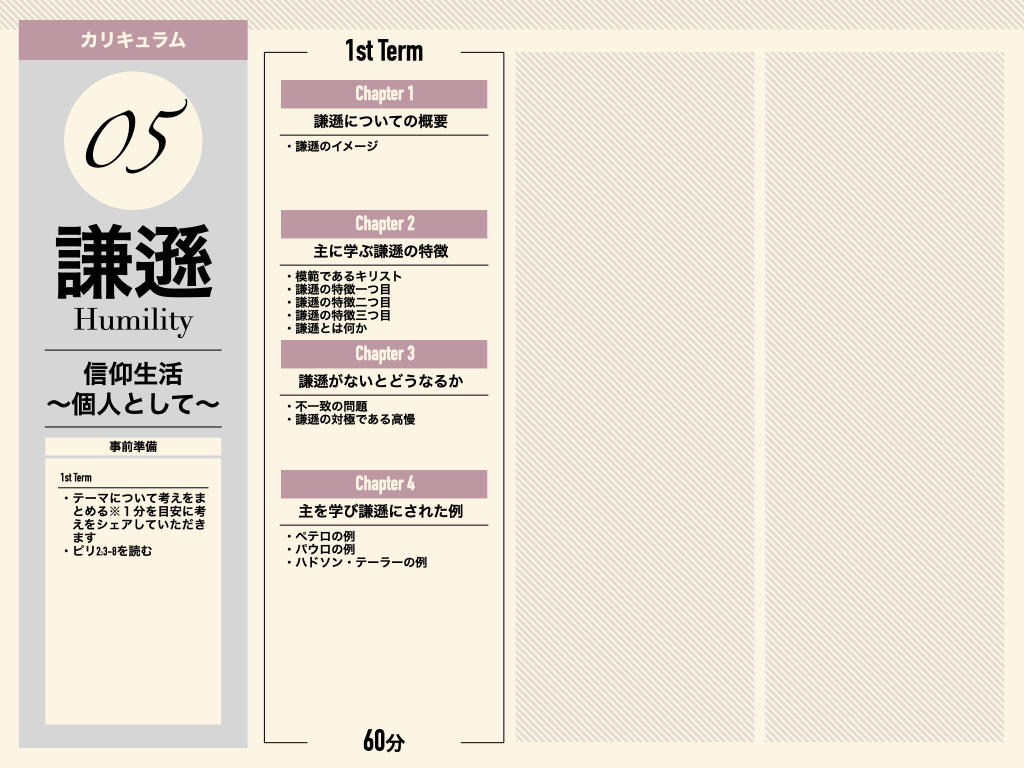 カリキュラム
05
謙遜
Humility
信仰生活
〜個人として〜
事前準備
1st Term
・テーマについて考えをま
とめる※１分を目安に考
えをシェアしていただき
ます
・ピリ2:3-8を読む
1st Term
Chapter 1
謙遜についての概要
・謙遜のイメージ
Chapter 2
主に学ぶ謙遜の特徴
・模範であるキリスト
・謙遜の特徴一つ目
・謙遜の特徴二つ目
・謙遜の特徴三つ目
・謙遜とは何か
Chapter 3
謙遜がないとどうなるか
・不一致の問題
・謙遜の対極である高慢
Chapter 4
主を学び謙遜にされた例
・ペテロの例
・パウロの例
・ハドソン・テーラーの例
60分